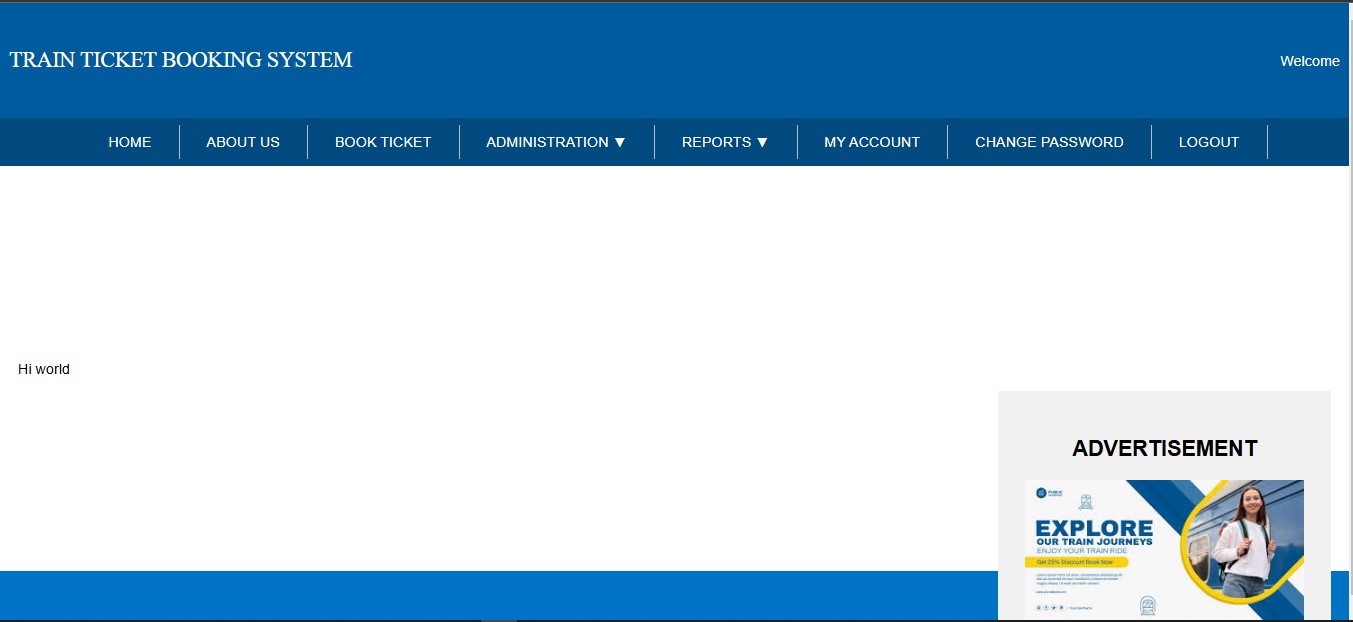 TRAIN TICKET BOOKING SYSTEM
Welcome
HOME
ABOUT US
BOOK TICKET
ADMINISTRATION ▼
REPORTS ▼
MY ACCOUNT
CHANGE PASSWORD
LOGOUT
Hi world
ADVERTISEMENT
EXPLORE
OUR TRAIN JOURNEYS
ENJOY YOUR TRAIN RIDE
Get 25% Discount Book Now